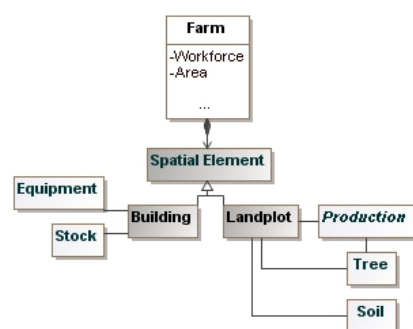 Farm
-Workforce
-Area
...
Spatial Element
Equipment
Building
Landplot
Production
Stock
Tree
Soil